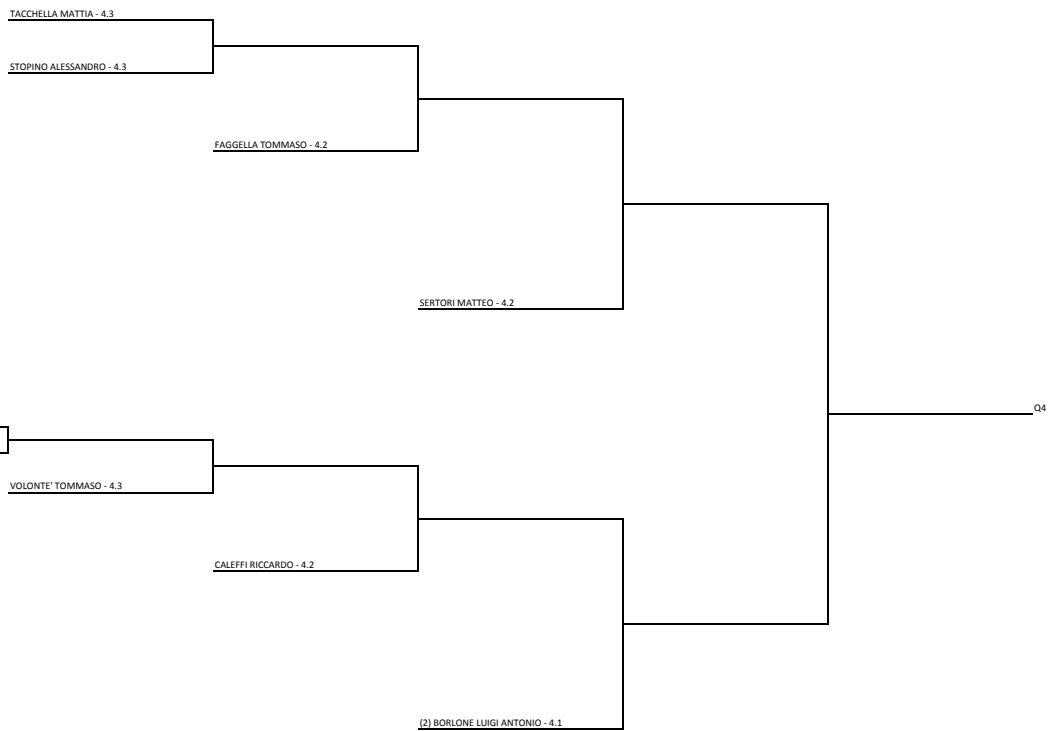 TACCHELLA MATTIA - 4.3
STOPINO ALESSANDRO - 4.3
FAGGELLA TOMMASO - 4.2
SERTORI MATTEO - 4.2
Q4
VOLONTE' TOMMASO - 4.3
CALEFFI RICCARDO - 4.2
(2) BORLONE LUIGI ANTONIO - 4.1